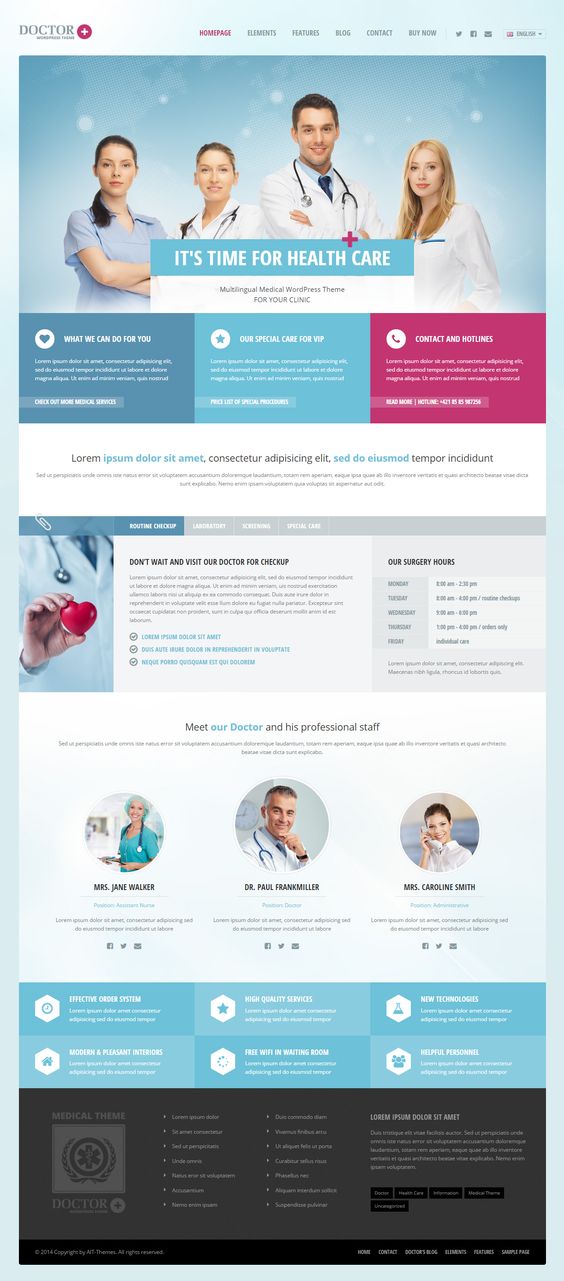 DOCTOR
WORDPRESS THEME
HOMEPAGE ELEMENTS FEATURES BLOG CONTACT BUY NOW ENGLISH
IT'S TIME FOR HEALTH CARE
Multilingual Medical WordPress Theme
FOR YOUR CLINIC
WHAT WE CAN DO FOR YOU
Lorem ipsum dolor sit amet, consectetur adipisicing elit,
sed do eiusmod tempor incididunt ut labore et dolore
magna aliqua. Ut enim ad minim veniam, quis nostrud
CHECK OUT MORE MEDICAL SERVICES
OUR SPECIAL CARE FOR VIP
Lorem ipsum dolor sit amet, consectetur adipisicing elit,
sed do eiusmod tempor incididunt ut labore et dolore
magna aliqua. Ut enim ad minim veniam, quis nostrud
PRICE LIST OF SPECIAL PROCEDURES
CONTACT AND HOTLINES
Lorem ipsum dolor sit amet, consectetur adipisicing elit,
sed do eiusmod tempor incididunt ut labore et dolore
magna aliqua. Ut enim ad minim veniam, quis nostrud
READ MORE | HOTLINE: +421 85 85 987256
Lorem ipsum dolor sit amet, consectetur adipisicing elit, sed do eiusmod tempor incididunt
Sed ut perspiciatis unde omnis iste natus error sit voluptatem accusantium doloremque laudantium, totam rem aperiam, eaque ipsa quae ab illo inventore veritatis et quasi architecto beatae vitae dicta
sunt explicabo. Nemo enim ipsam voluptatem quia voluptas sit aspernatur aut odit.
ROUTINE CHECKUP LABORATORY SCREENING SPECIAL CARE
DON'T WAIT AND VISIT OUR DOCTOR FOR CHECKUP
Lorem ipsum dolor sit amet, consectetur adipisicing elit, sed do eiusmod tempor incididunt
ut labore et dolore magna aliqua. Ut enim ad minim veniam, quis nostrud exercitation
ullamco laboris nisi ut aliquip ex ea commodo consequat. Duis aute irure dolor in
reprehenderit in voluptate velit esse cillum dolore eu fugiat nulla pariatur. Excepteur sint
occaecat cupidatat non proident, sunt in culpa qui officia deserunt mollit anim id est
laborum.
LOREM IPSUM DOLOR SIT AMET
DUIS AUTE IRURE DOLOR IN REPREHENDERIT IN VOLUPTATE
NEQUE PORRO QUISQUAM EST QUI DOLOREM
OUR SURGERY HOURS
MONDAY 8:00 am - 2:30 pm
TUESDAY 8:00 am - 4:00 pm / routine checkups
WEDNESDAY 9:00 am - 6:00 pm
THURSDAY 1:00 pm - 4:00 pm / orders only
FRIDAY individual care
Lorem ipsum dolor sit amet, consectetur adipiscing elit.
Maecenas nibh ligula, rhoncus id lobortis quis.
Meet our Doctor and his professional staff
Sed ut perspiciatis unde omnis iste natus error sit voluptatem accusantium doloremque laudantium, totam rem aperiam, eaque ipsa quae ab illo inventore veritatis et quasi architecto
beatae vitae dicta sunt explicabo.
MRS. JANE WALKER
Position: Assistant Nurse
Lorem ipsum dolor sit amet, consectetur adipisicing elit, sed
do eiusmod tempor incididunt ut labore et dolore
DR. PAUL FRANKMILLER
Position: Doctor
Lorem ipsum dolor sit amet, consectetur adipisicing elit, sed
do eiusmod tempor incididunt ut labore et dolore
MRS. CAROLINE SMITH
Position: Administrative
Lorem ipsum dolor sit amet, consectetur adipisicing elit, sed
do eiusmod tempor incididunt ut labore et dolore
EFFECTIVE ORDER SYSTEM
Lorem ipsum dolor sit amet, consectetur
adipisicing sed do eiusmod tempor
HIGH QUALITY SERVICES
Lorem ipsum dolor sit amet, consectetur
adipisicing sed do eiusmod tempor
NEW TECHNOLOGIES
Lorem ipsum dolor sit amet, consectetur
adipisicing sed do eiusmod tempor
MODERN & PLEASANT INTERIORS
Lorem ipsum dolor sit amet, consectetur
adipisicing sed do eiusmod tempor
FREE WIFI IN WAITING ROOM
Lorem ipsum dolor sit amet, consectetur
adipisicing sed do eiusmod tempor
HELPFUL PERSONNEL
Lorem ipsum dolor sit amet, consectetur
adipisicing sed do eiusmod tempor
MEDICAL THEME
DOCTOR
WORDPRESS THEME
Lorem ipsum dolor
Sit amet consectetur
Sed ut perspicitatis
Unde omnis
Natus error sit voluptatem
Accusantium
Nemo enim ipsam
Duis commodo diam
Vivamus finibus arcu
Ut aliquet felis ut porta
Curabitur tellus risus
Phasellus nec
Aliquam interdum sollicit
Suspendisse pulvinar
LOREM IPSUM DOLOR SIT AMET
Duis tristique elit vitae facilisis auctor. Sed ut
perspiciatis unde omnis iste natus error sit
voluptatem accusantium doloremque
laudantium, totam rem aperiam. Nemo enim
ipsam voluptatem.
Doctor Health Care Information Medical Theme
Uncategorized
© 2014 Copyright by AIT-Themes. All rights reserved.
HOME CONTACT DOCTOR'S BLOG ELEMENTS FEATURES SAMPLE PAGE